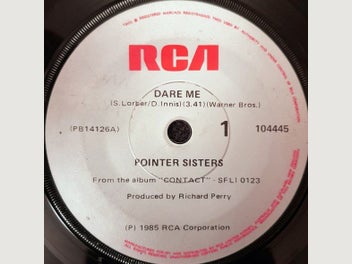 RCA
DARE ME
(S.Lorber/D.Innis)(3.41)(Warner Bros.)
(PB14126A)
1
104445
POINTER SISTERS
From the album "CONTACT" - SFL1 0123
Produced by Richard Perry
(P) 1985 RCA Corporation